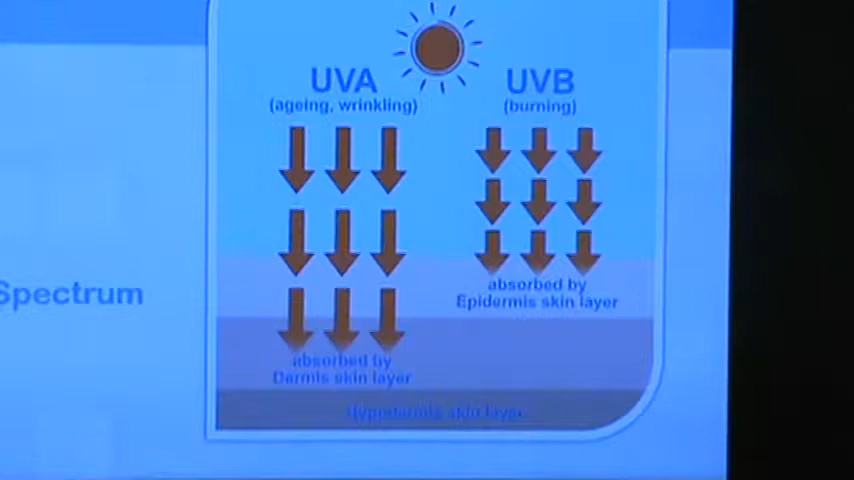 UVA
(ageing, wrinkling)
UVB
(burning)
Spectrum
absorbed by
Epidermis skin layer
absorbed by
Dermis skin layer
Hypodermis skin layer